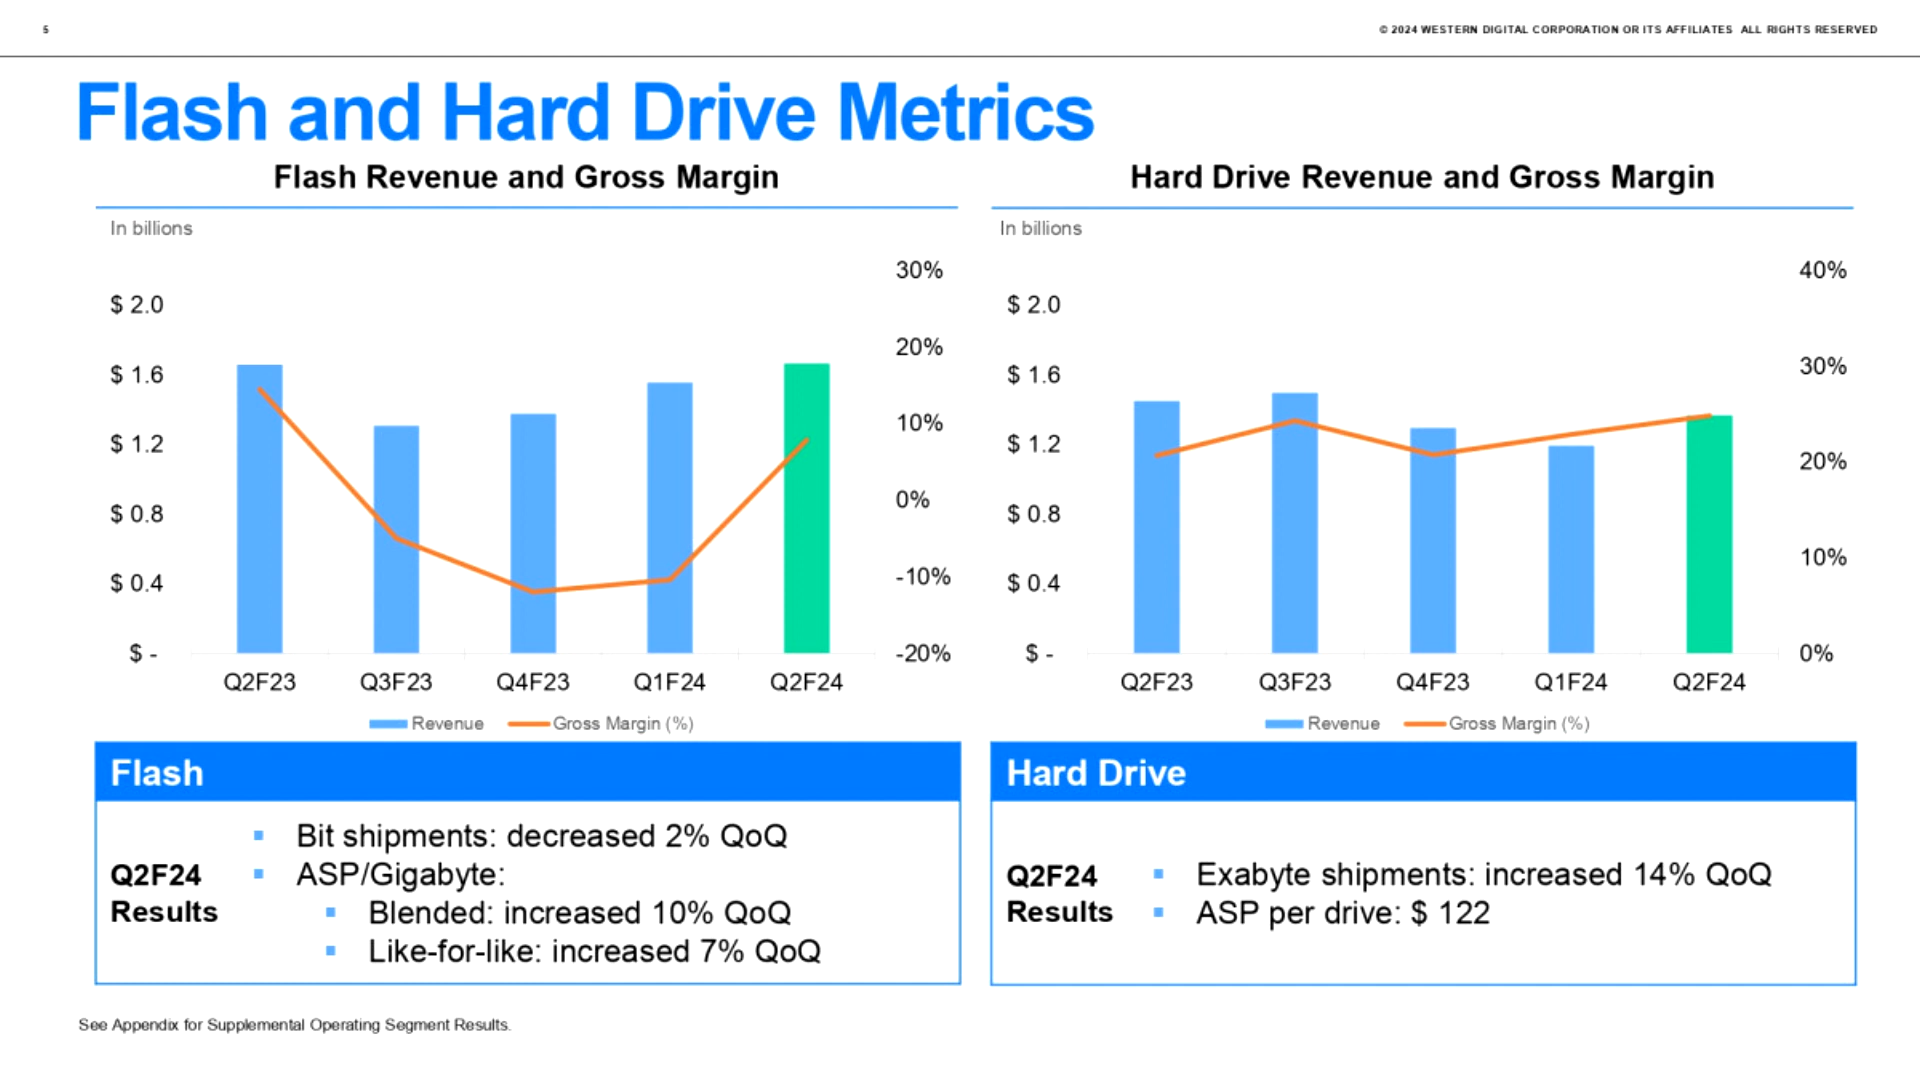 5
© 2024 WESTERN DIGITAL CORPORATION OR ITS AFFILIATES ALL RIGHTS RESERVED
Flash and Hard Drive Metrics
Flash Revenue and Gross Margin
In billions
30%
$ 2.0
20%
$ 1.6
10%
$ 1.2
0%
$ 0.8
-10%
$ 0.4
$ -
-20%
Q2F23 Q3F23 Q4F23 Q1F24 Q2F24
Revenue Gross Margin (%)
Hard Drive Revenue and Gross Margin
In billions
40%
$ 2.0
30%
$ 1.6
$ 1.2
20%
$ 0.8
10%
$ 0.4
$ -
0%
Q2F23 Q3F23 Q4F23 Q1F24 Q2F24
Revenue Gross Margin (%)
Flash
Q2F24
Results
Bit shipments: decreased 2% QoQ
ASP/Gigabyte:
Blended: increased 10% QoQ
Like-for-like: increased 7% QoQ
Hard Drive
Q2F24
Results
Exabyte shipments: increased 14% QoQ
ASP per drive: $ 122
See Appendix for Supplemental Operating Segment Results.